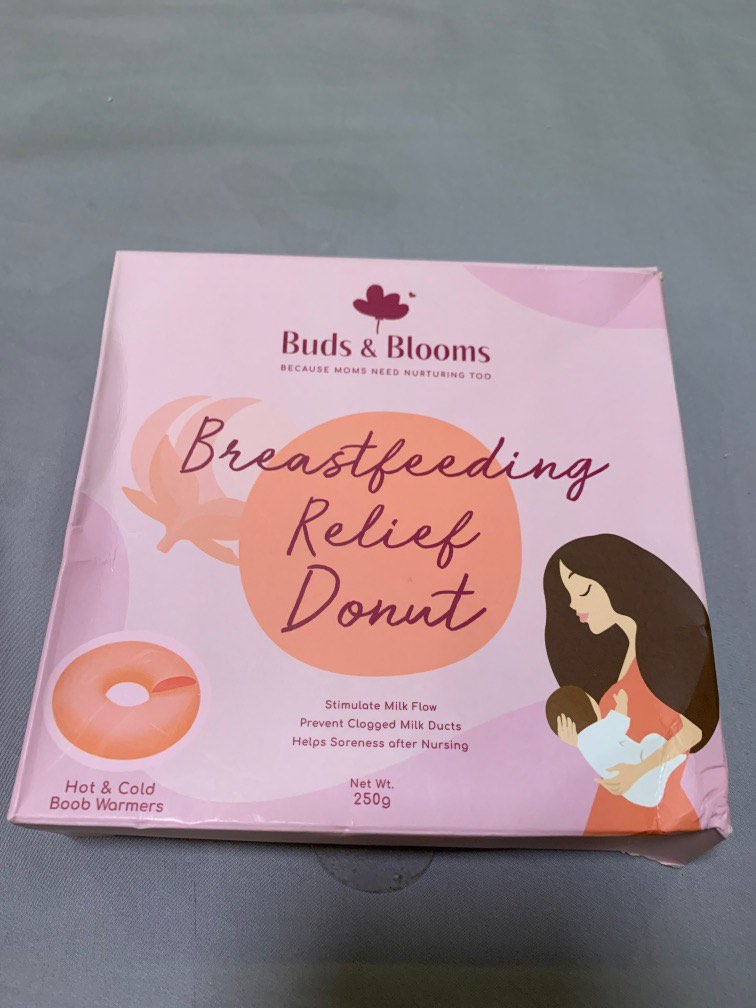 Buds & Blooms
BECAUSE MOMS NEED NURTURING TOO
Breastfeeding
Relief
Donut
Stimulate Milk Flow
Prevent Clogged Milk Ducts
Helps Soreness after Nursing
Hot & Cold
Boob Warmers
Net Wt.
250g